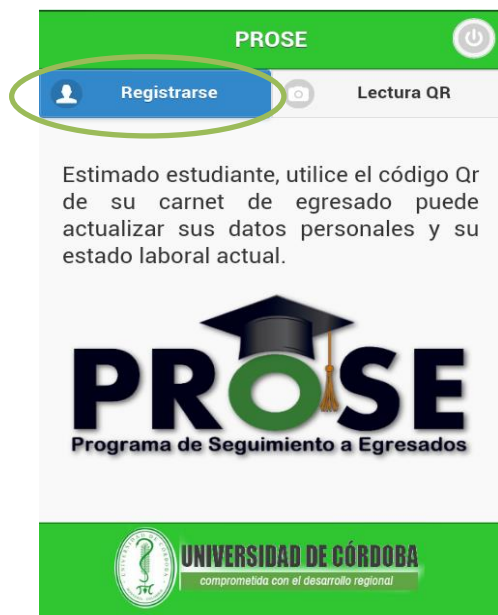 PROSE
Registrarse
Lectura QR
Estimado estudiante, utilice el código Qr
de su carnet de egresado puede
actualizar sus datos personales y su
estado laboral actual.
PROSE
Programa de Seguimiento a Egresados
UNIVERSIDAD DE CÓRDOBA
comprometida con el desarrollo regional